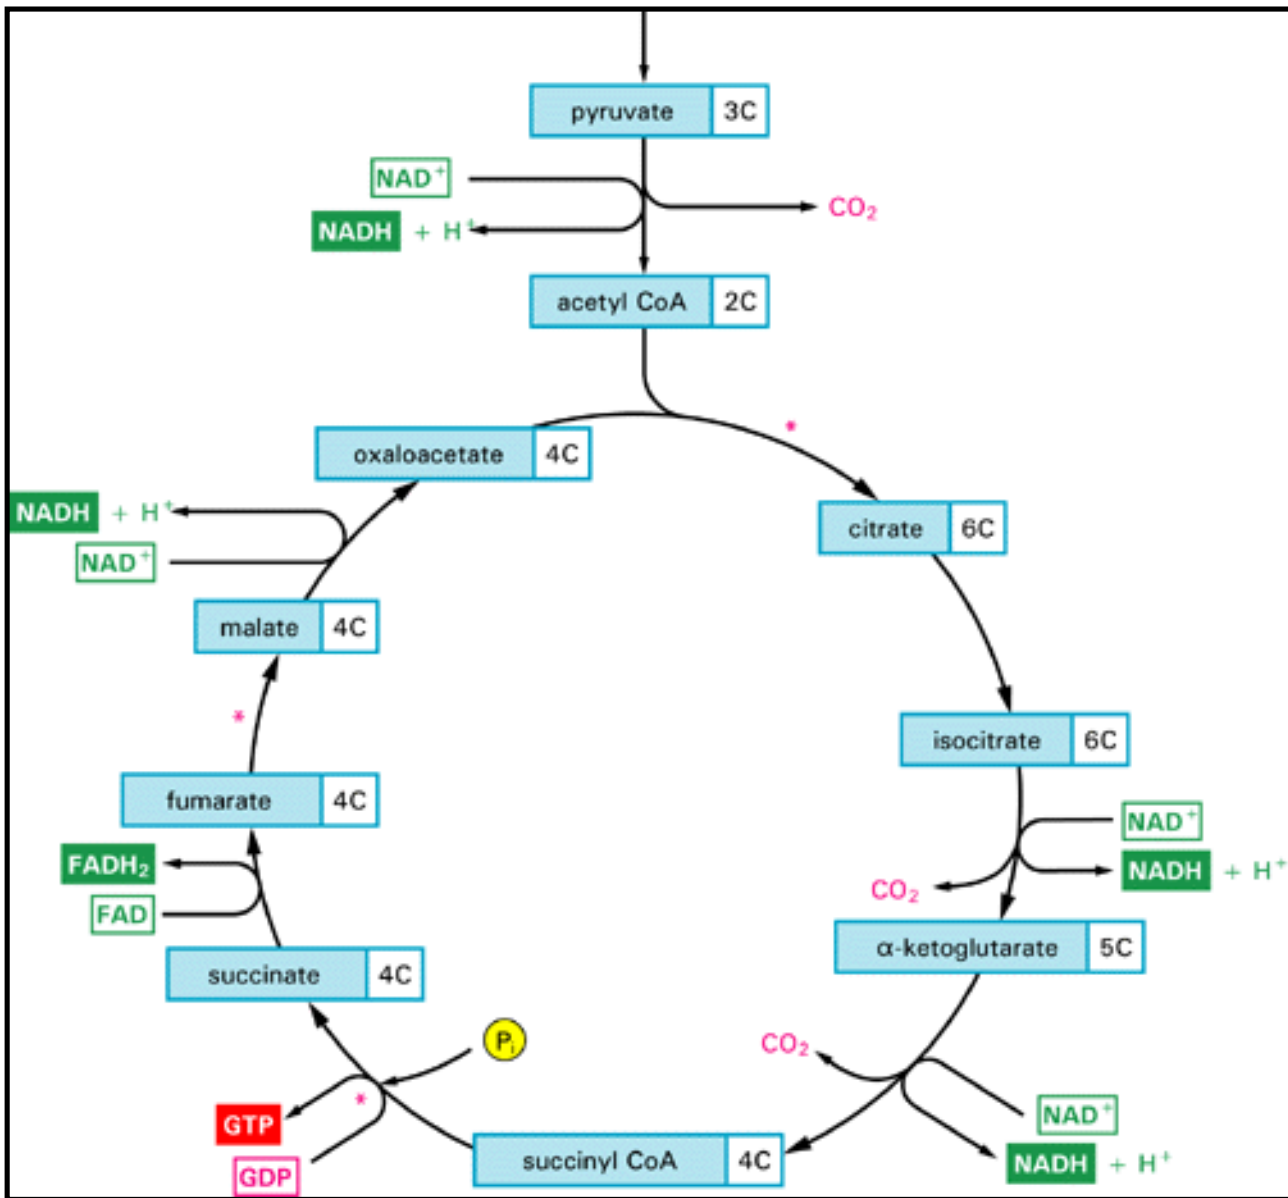 pyruvate 3C
NAD⁺
CO₂
NADH + H⁺
acetyl CoA 2C
*
oxaloacetate 4C
NADH + H⁺
citrate 6C
NAD⁺
malate 4C
*
isocitrate 6C
fumarate 4C
NAD⁺
FADH₂
NADH + H⁺
CO₂
FAD
α-ketoglutarate 5C
succinate 4C
Pᵢ
CO₂
*
GTP
NAD⁺
succinyl CoA 4C
NADH + H⁺
GDP